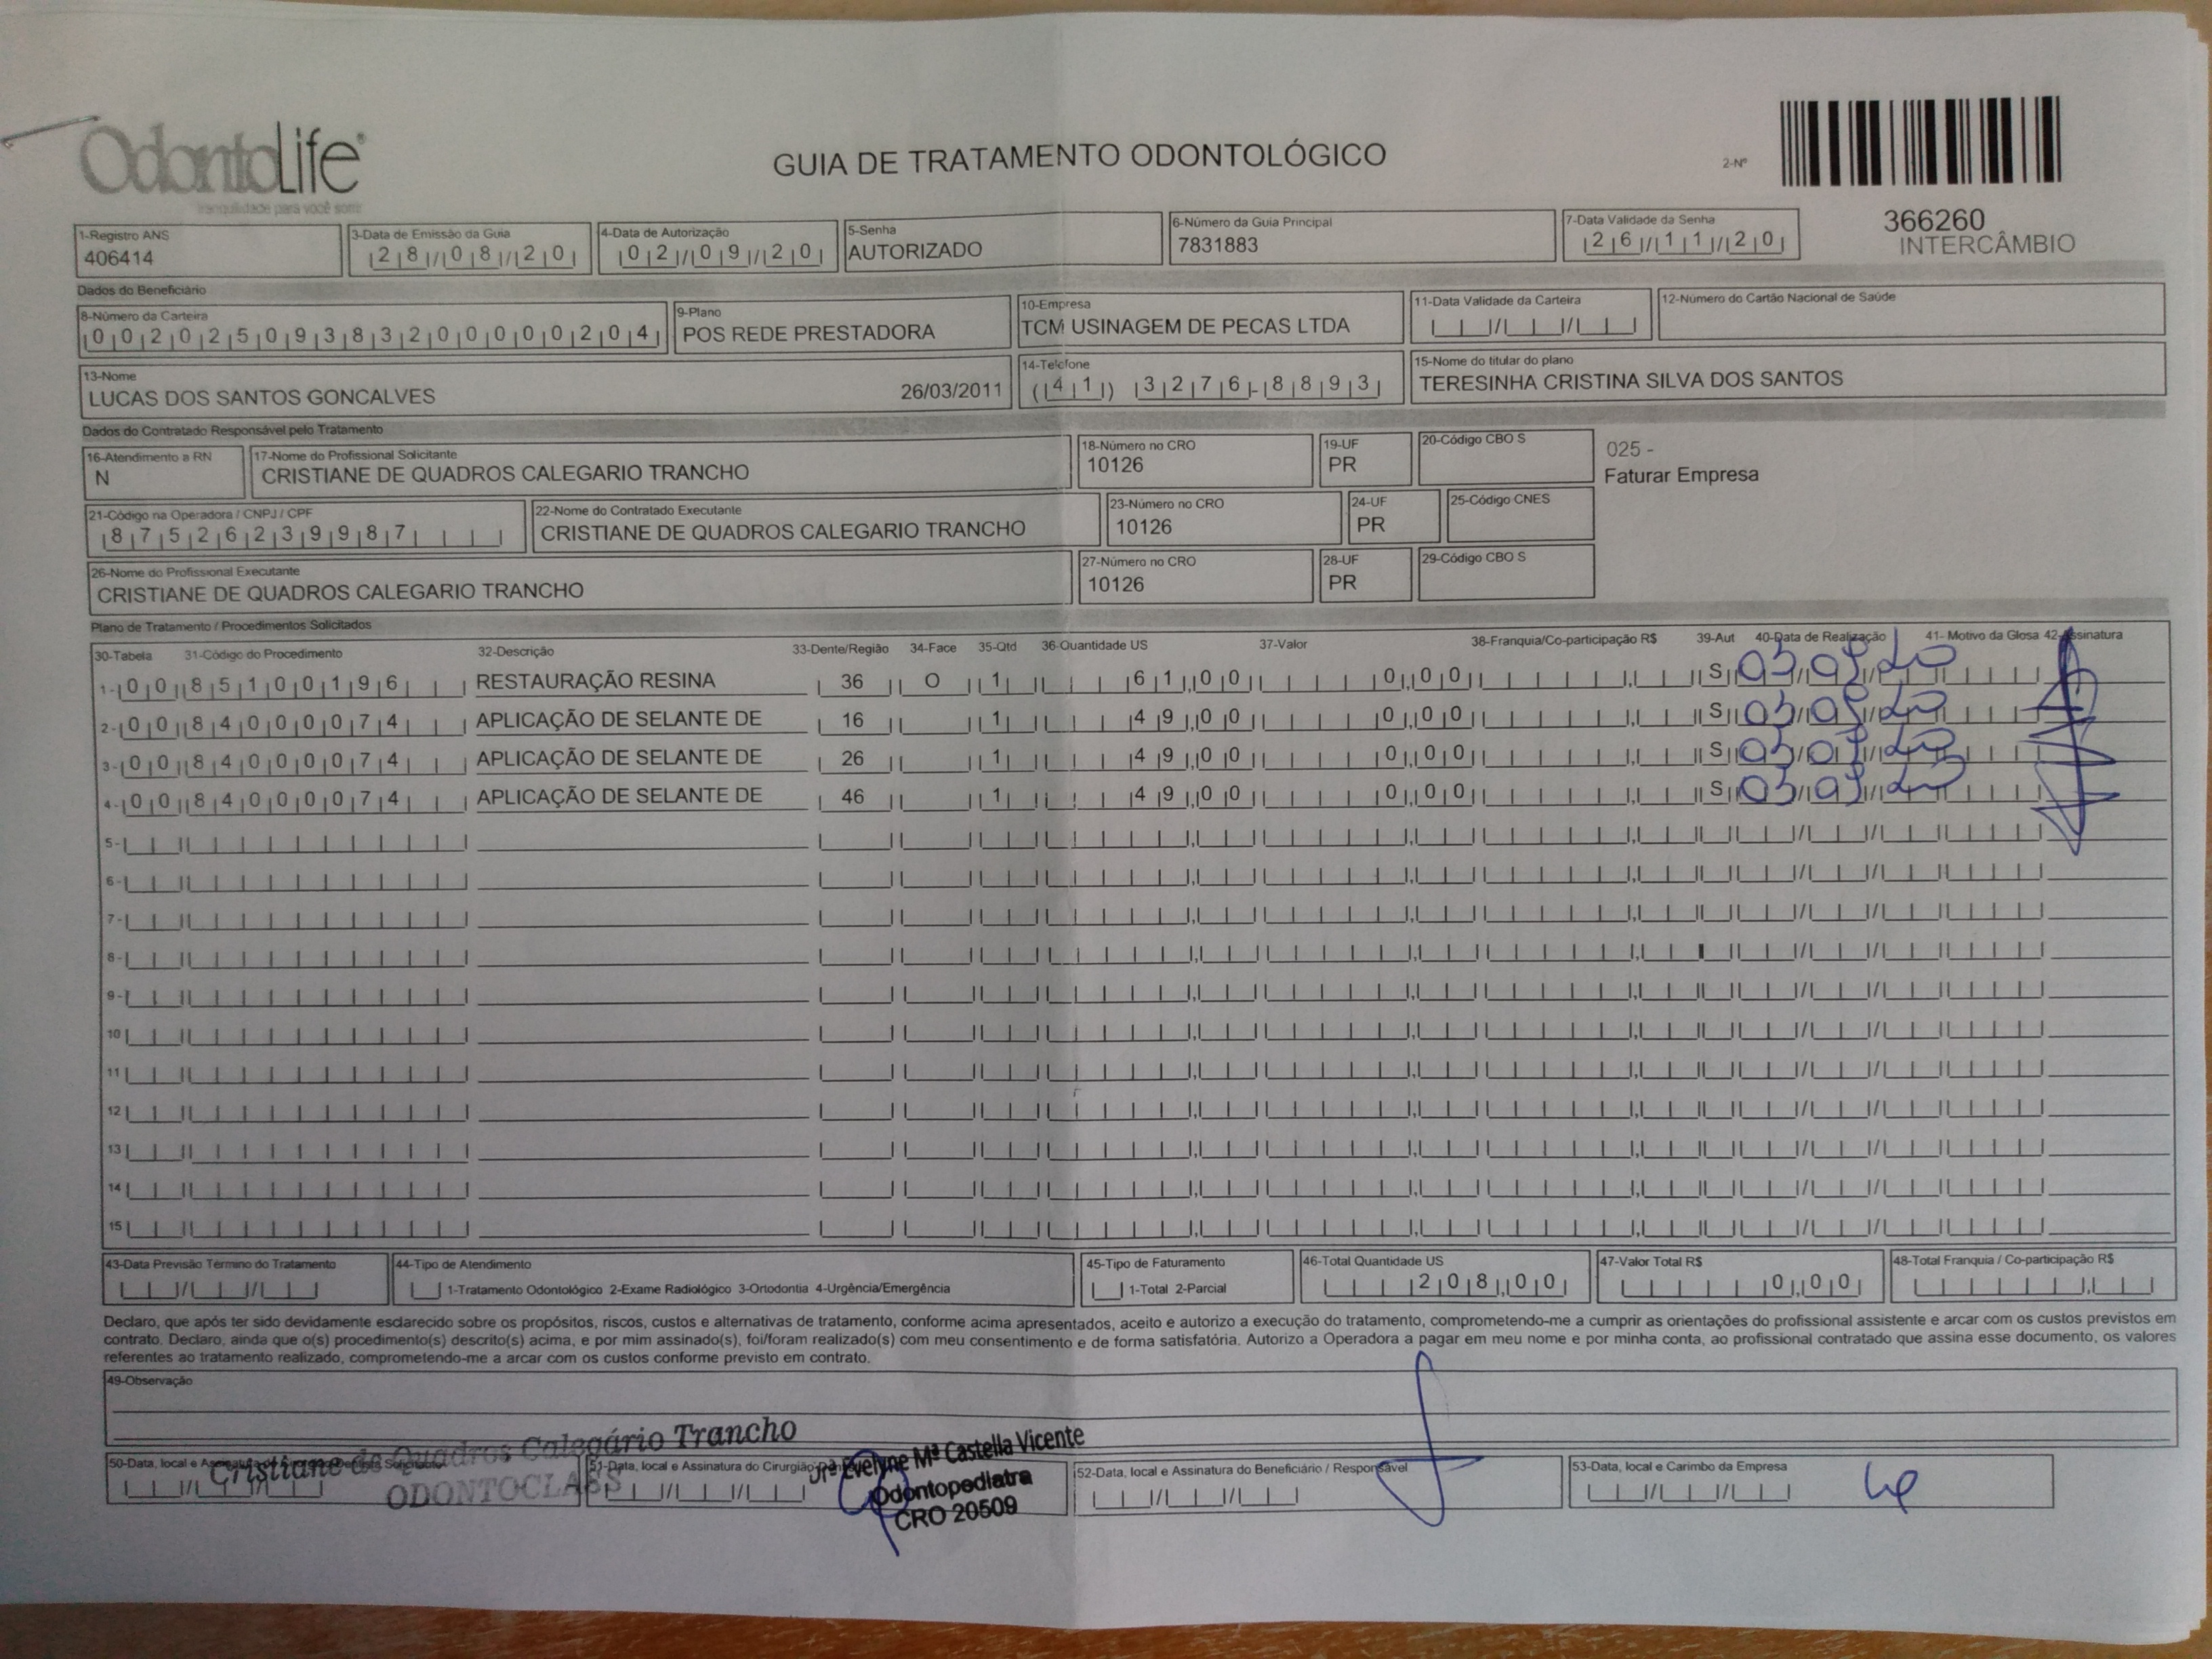 OdontoLife®
Tranquilidade para você sorrir
GUIA DE TRATAMENTO ODONTOLÓGICO
2-Nº
366260
INTERCÂMBIO
1-Registro ANS
406414
3-Data de Emissão da Guia
28/08/20
4-Data de Autorização
02/09/20
5-Senha
AUTORIZADO
6-Número da Guia Principal
7831883
7-Data Validade da Senha
26/11/20
Dados do Beneficiário
8-Número da Carteira
00202509383200000204
9-Plano
POS REDE PRESTADORA
10-Empresa
TCM USINAGEM DE PECAS LTDA
11-Data Validade da Carteira
12-Número do Cartão Nacional de Saúde
13-Nome
LUCAS DOS SANTOS GONCALVES 26/03/2011
14-Telefone
(41) 3276-8893
15-Nome do titular do plano
TERESINHA CRISTINA SILVA DOS SANTOS
Dados do Contratado Responsável pelo Tratamento
16-Atendimento a RN
N
17-Nome do Profissional Solicitante
CRISTIANE DE QUADROS CALEGARIO TRANCHO
18-Número no CRO
10126
19-UF
PR
20-Código CBO S
025 -
Faturar Empresa
21-Código na Operadora / CNPJ / CPF
87526239987
22-Nome do Contratado Executante
CRISTIANE DE QUADROS CALEGARIO TRANCHO
23-Número no CRO
10126
24-UF
PR
25-Código CNES
26-Nome do Profissional Executante
CRISTIANE DE QUADROS CALEGARIO TRANCHO
27-Número no CRO
10126
28-UF
PR
29-Código CBO S
Plano de Tratamento / Procedimentos Solicitados
30-Tabela 31-Código do Procedimento 32-Descrição 33-Dente/Região 34-Face 35-Qtd 36-Quantidade US 37-Valor 38-Franquia/Co-participação R$ 39-Aut 40-Data de Realização 41- Motivo da Glosa 42-Assinatura
1- 00 85100196 RESTAURAÇÃO RESINA 36 O 1 61,00 0,00 S 03/09/20
2- 00 84000074 APLICAÇÃO DE SELANTE DE 16 1 49,00 0,00 S 03/09/20
3- 00 84000074 APLICAÇÃO DE SELANTE DE 26 1 49,00 0,00 S 03/09/20
4- 00 84000074 APLICAÇÃO DE SELANTE DE 46 1 49,00 0,00 S 03/09/20
5-
6-
7-
8-
9-
10
11
12
13
14
15
43-Data Previsão Término do Tratamento
44-Tipo de Atendimento
1-Tratamento Odontológico 2-Exame Radiológico 3-Ortodontia 4-Urgência/Emergência
45-Tipo de Faturamento
1-Total 2-Parcial
46-Total Quantidade US
208,00
47-Valor Total R$
0,00
48-Total Franquia / Co-participação R$
Declaro, que após ter sido devidamente esclarecido sobre os propósitos, riscos, custos e alternativas de tratamento, conforme acima apresentados, aceito e autorizo a execução do tratamento, comprometendo-me a cumprir as orientações do profissional assistente e arcar com os custos previstos em
contrato. Declaro, ainda que o(s) procedimento(s) descrito(s) acima, e por mim assinado(s), foi/foram realizado(s) com meu consentimento e de forma satisfatória. Autorizo a Operadora a pagar em meu nome e por minha conta, ao profissional contratado que assina esse documento, os valores
referentes ao tratamento realizado, comprometendo-me a arcar com os custos conforme previsto em contrato.
49-Observação
Cristiane de Quadros Calegário Trancho
ODONTOCLASS
50-Data, local e
51-Data, local e Assinatura do Cirurgião
Drª Evelyne Mª Castella Vicente
Odontopediatra
CRO 20509
52-Data, local e Assinatura do Beneficiário / Responsável
53-Data, local e Carimbo da Empresa